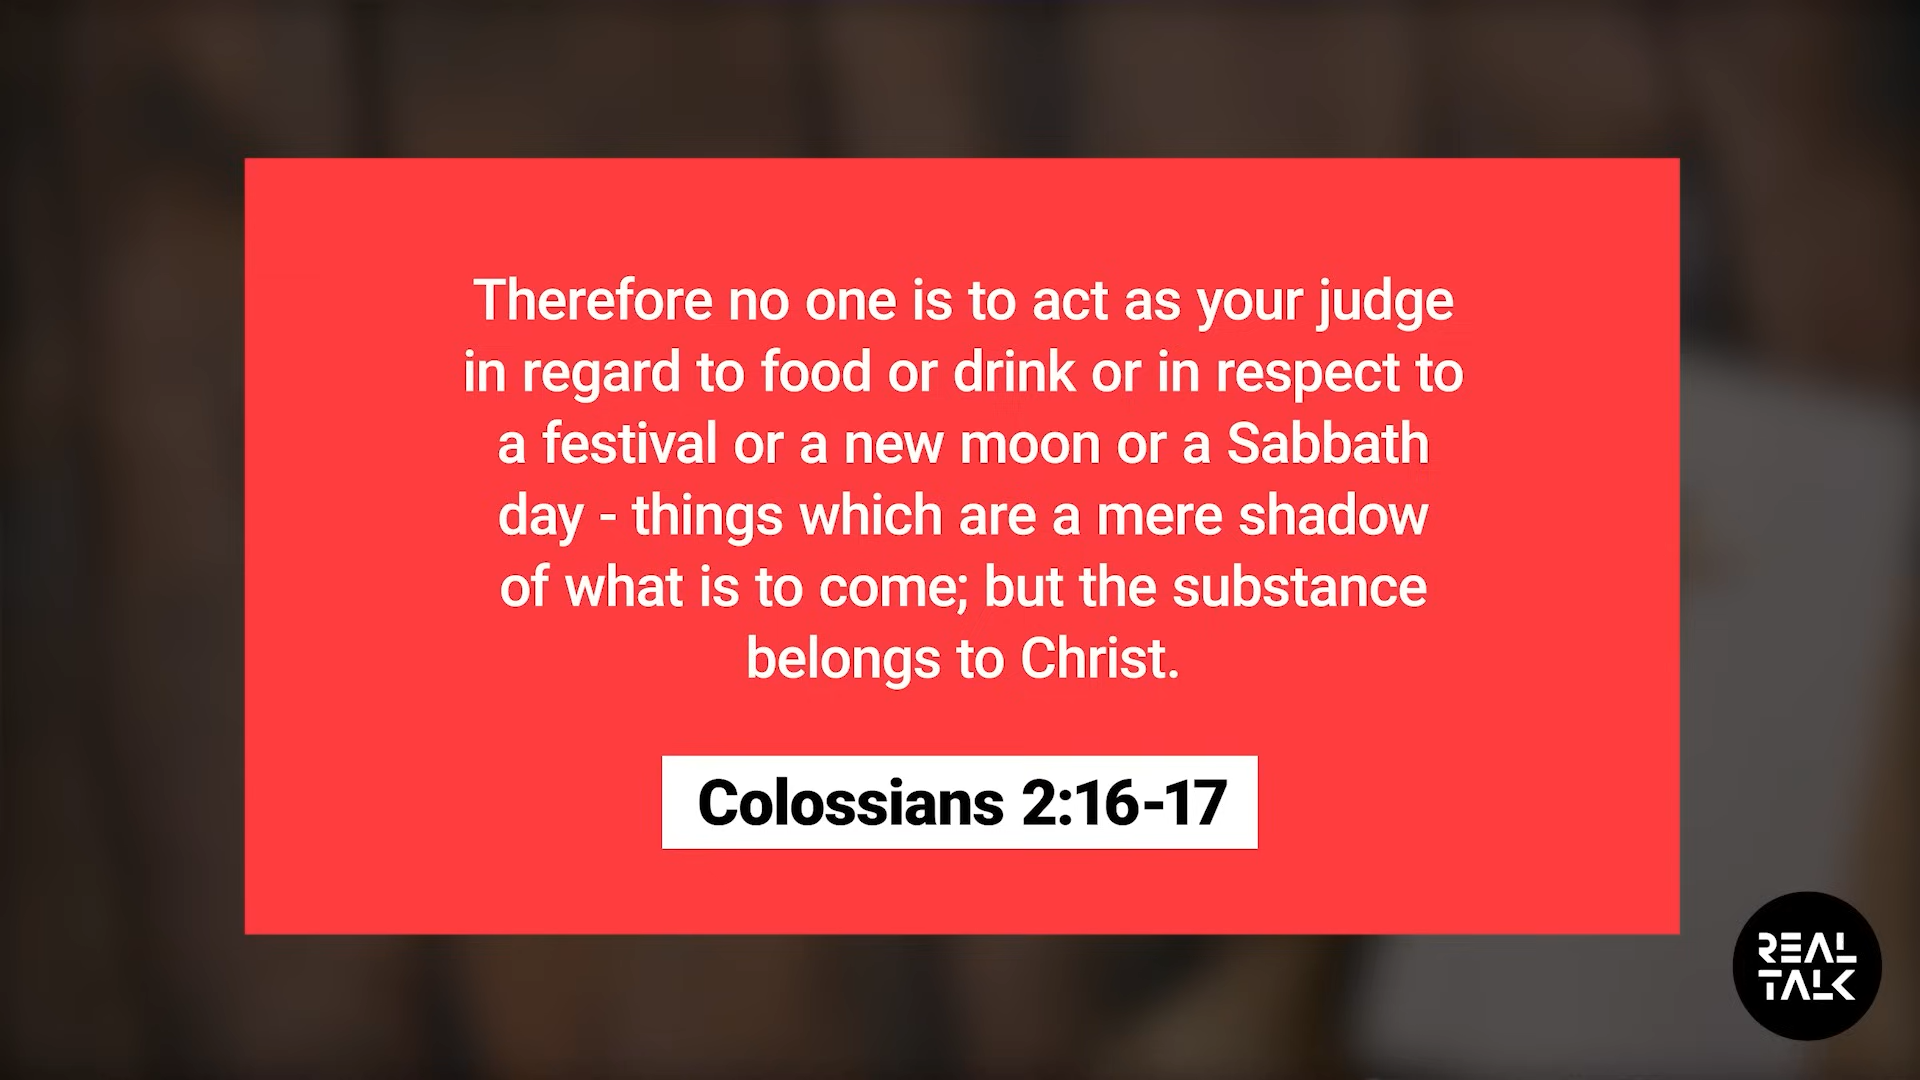 Therefore no one is to act as your judge
in regard to food or drink or in respect to
a festival or a new moon or a Sabbath
day - things which are a mere shadow
of what is to come; but the substance
belongs to Christ.
Colossians 2:16-17
REAL
TALK